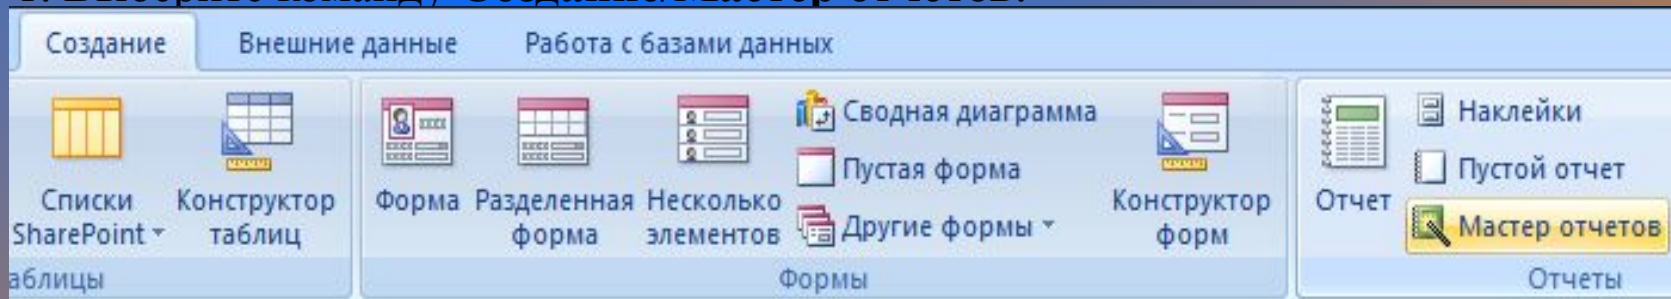 Создание Внешние данные Работа с базами данных
Списки SharePoint
Конструктор таблиц
Форма
Разделенная форма
Несколько элементов
Сводная диаграмма
Пустая форма
Другие формы
Конструктор форм
Отчет
Наклейки
Пустой отчет
Мастер отчетов
аблицы
Формы
Отчеты